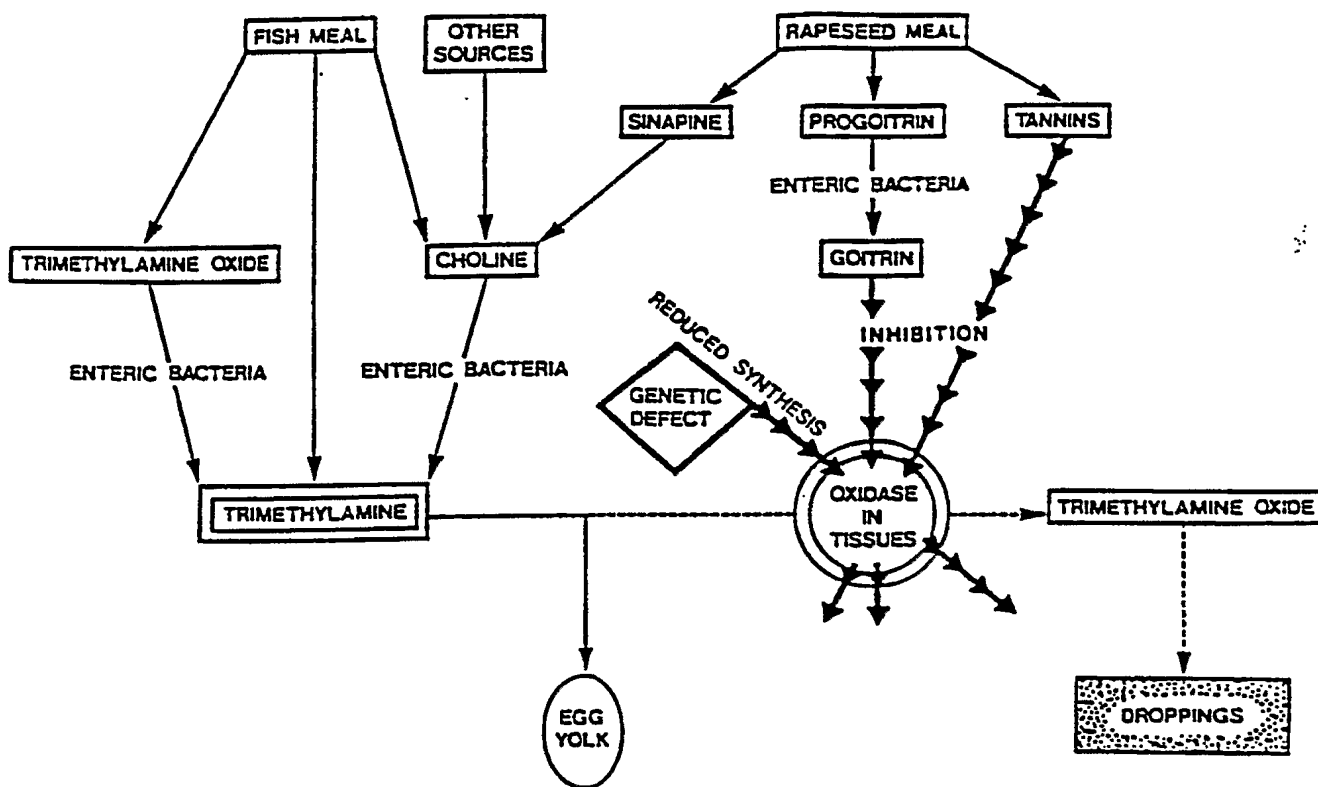 FISH MEAL
OTHER
SOURCES
RAPESEED MEAL
SINAPINE
PROGOITRIN
TANNINS
ENTERIC BACTERIA
TRIMETHYLAMINE OXIDE
CHOLINE
GOITRIN
REDUCED SYNTHESIS
INHIBITION
ENTERIC BACTERIA
ENTERIC BACTERIA
GENETIC
DEFECT
TRIMETHYLAMINE
OXIDASE
IN
TISSUES
TRIMETHYLAMINE OXIDE
EGG
YOLK
DROPPINGS